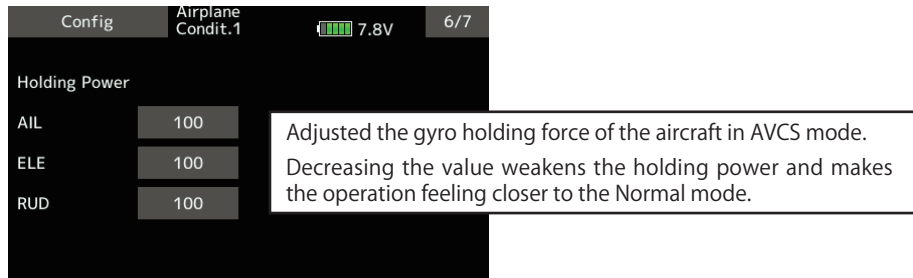 Config
Airplane
Condit.1
7.8V
6/7
Holding Power
AIL 100
ELE 100
RUD 100
Adjusted the gyro holding force of the aircraft in AVCS mode.
Decreasing the value weakens the holding power and makes
the operation feeling closer to the Normal mode.